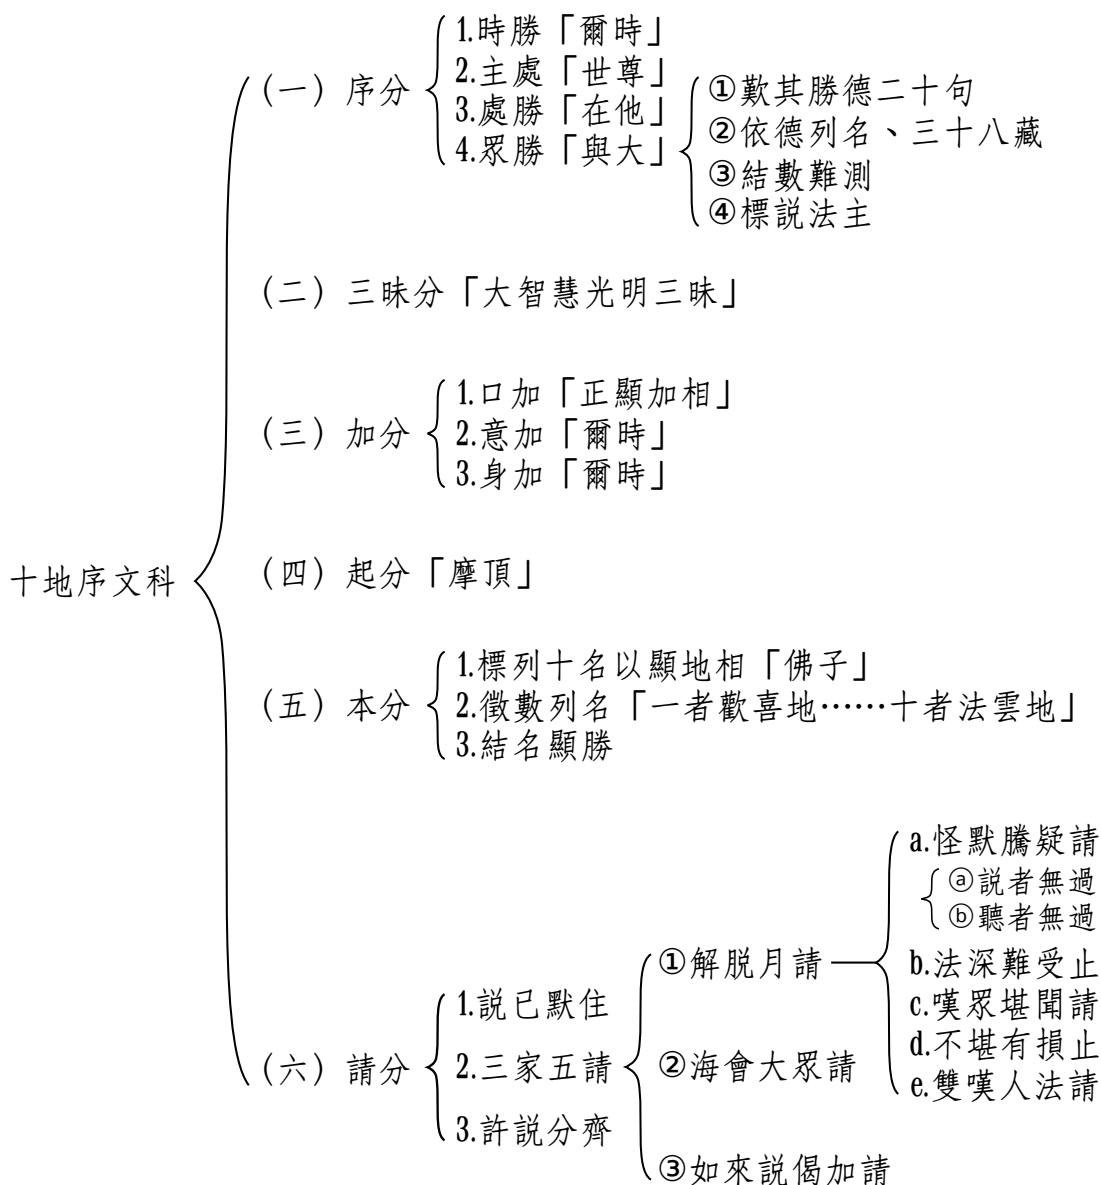 十地序文科
（一）序分
1.時勝「爾時」
2.主處「世尊」
3.處勝「在他」
4.眾勝「與大」
①歎其勝德二十句
②依德列名、三十八藏
③結數難測
④標説法主
（二）三昧分「大智慧光明三昧」
（三）加分
1.口加「正顯加相」
2.意加「爾時」
3.身加「爾時」
（四）起分「摩頂」
（五）本分
1.標列十名以顯地相「佛子」
2.徵數列名「一者歡喜地⋯⋯十者法雲地」
3.結名顯勝
（六）請分
1.説已默住
2.三家五請
3.許説分齊
①解脱月請
②海會大眾請
③如來説偈加請
a.怪默騰疑請
ⓐ説者無過
ⓑ聽者無過
b.法深難受止
c.嘆眾堪聞請
d.不堪有損止
e.雙嘆人法請